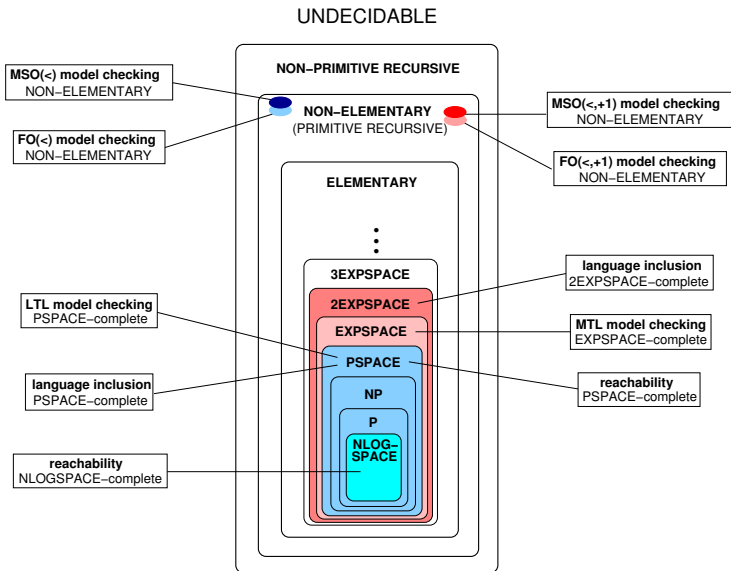 UNDECIDABLE
NON−PRIMITIVE RECURSIVE
MSO(<) model checking
NON−ELEMENTARY
FO(<) model checking
NON−ELEMENTARY
NON−ELEMENTARY
(PRIMITIVE RECURSIVE)
MSO(<,+1) model checking
NON−ELEMENTARY
FO(<,+1) model checking
NON−ELEMENTARY
ELEMENTARY
3EXPSPACE
language inclusion
2EXPSPACE−complete
2EXPSPACE
LTL model checking
PSPACE−complete
EXPSPACE
MTL model checking
EXPSPACE−complete
PSPACE
language inclusion
PSPACE−complete
reachability
PSPACE−complete
NP
P
NLOG−
SPACE
reachability
NLOGSPACE−complete